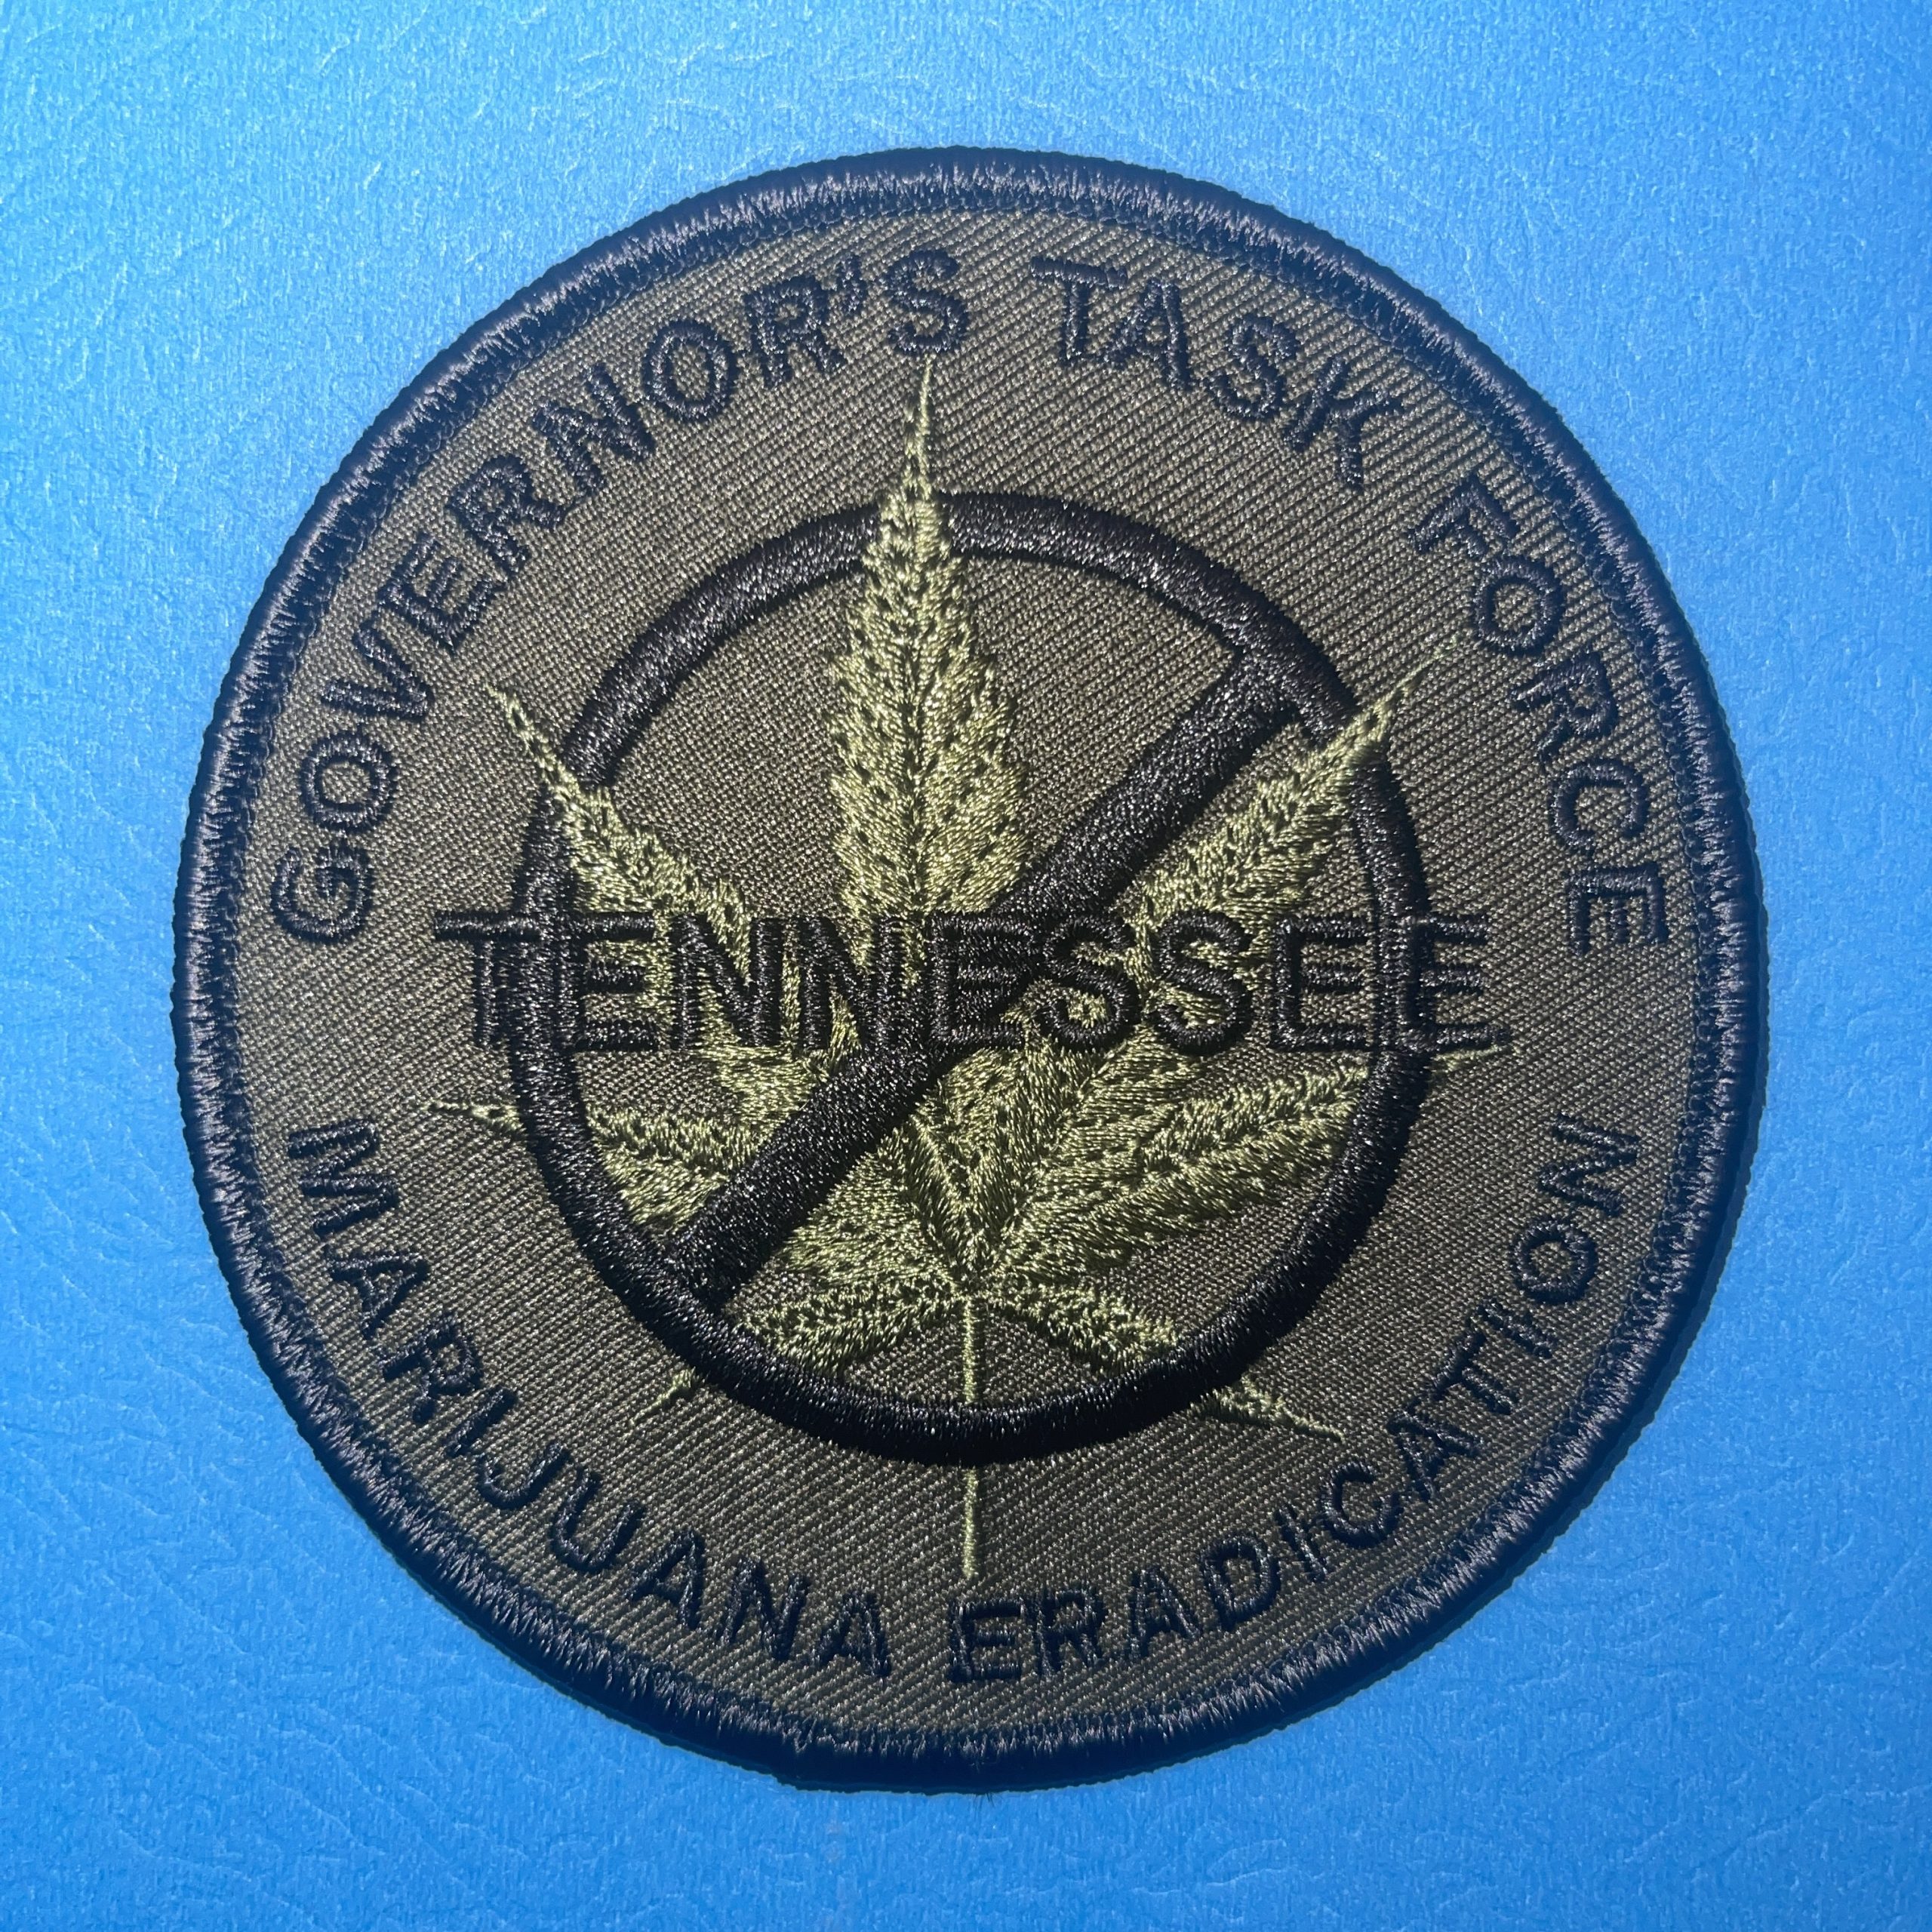 GOVERNOR'S TASK FORCE
TENNESSEE
MARIJUANA ERADICATION